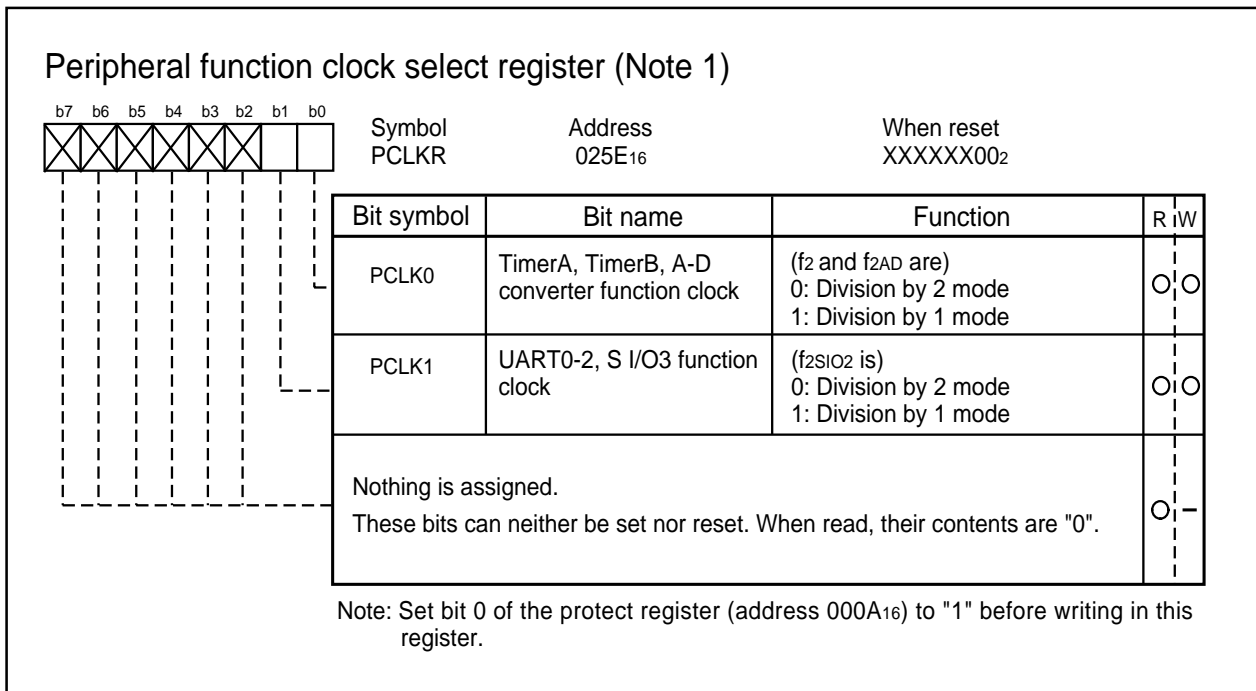 Peripheral function clock select register (Note 1)
b7 b6 b5 b4 b3 b2 b1 b0
Symbol Address When reset
PCLKR 025E16 XXXXXX002
Bit symbol Bit name Function R W
PCLK0 TimerA, TimerB, A-D (f2 and f2AD are)
converter function clock 0: Division by 2 mode
1: Division by 1 mode
PCLK1 UART0-2, S I/O3 function (f2SIO2 is)
clock 0: Division by 2 mode
1: Division by 1 mode
Nothing is assigned.
These bits can neither be set nor reset. When read, their contents are "0".
Note: Set bit 0 of the protect register (address 000A16) to "1" before writing in this
register.